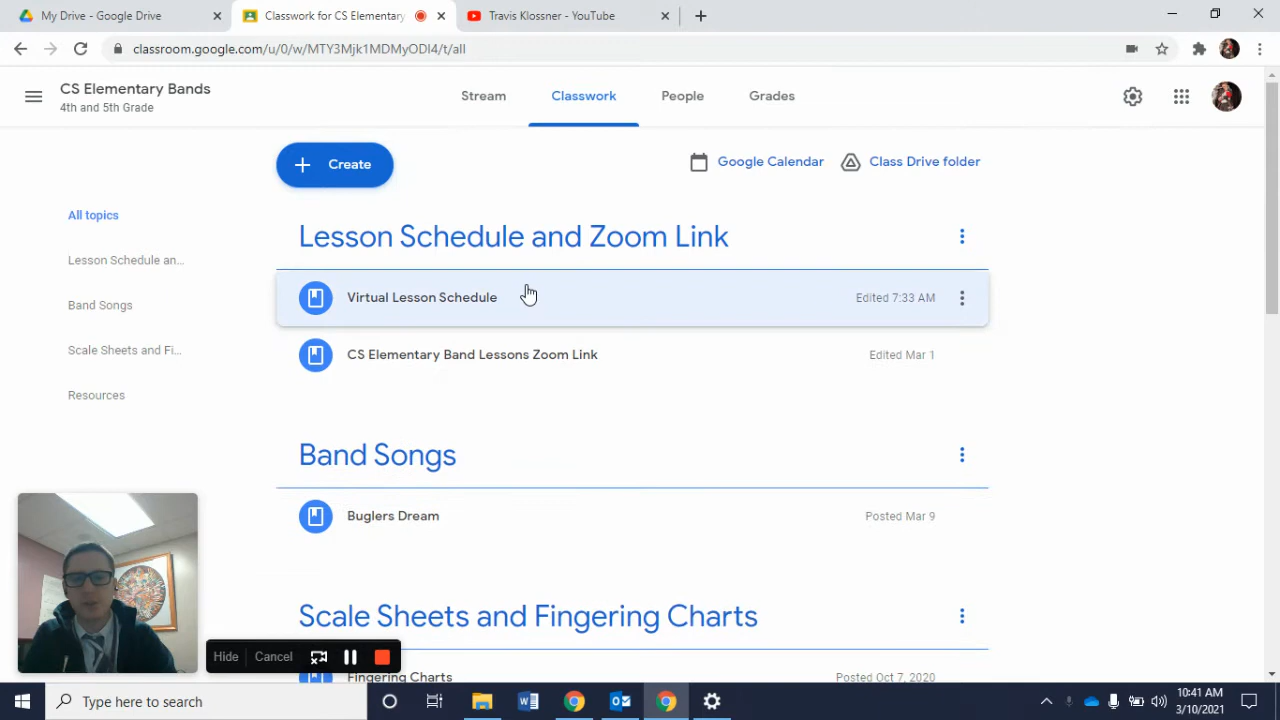 My Drive - Google Drive
Classwork for CS Elementary
Travis Klossner - YouTube
classroom.google.com/u/0/w/MTY3Mjk1MDMyODI4/t/all
CS Elementary Bands
4th and 5th Grade
Stream
Classwork
People
Grades
Create
Google Calendar
Class Drive folder
All topics
Lesson Schedule an...
Band Songs
Scale Sheets and Fi...
Resources
Lesson Schedule and Zoom Link
Virtual Lesson Schedule
Edited 7:33 AM
CS Elementary Band Lessons Zoom Link
Edited Mar 1
Band Songs
Buglers Dream
Posted Mar 9
Scale Sheets and Fingering Charts
Fingering Charts
Posted Oct 7, 2020
Hide
Cancel
Type here to search
10:41 AM
3/10/2021